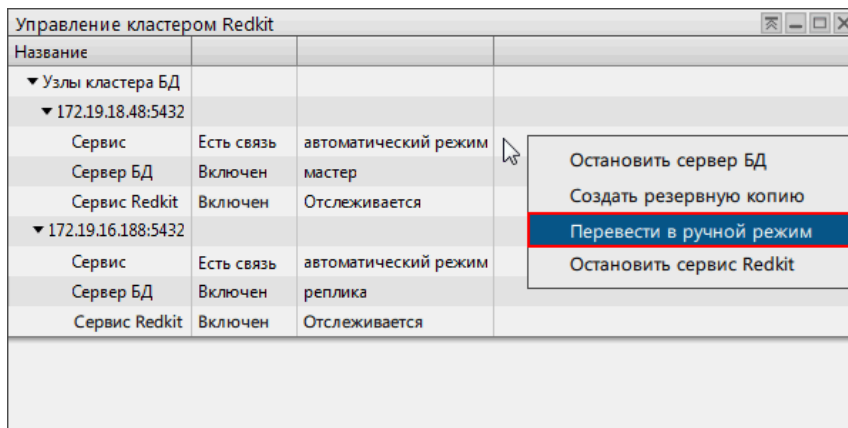 Управление кластером Redkit
Название
Узлы кластера БД
172.19.18.48:5432
Сервис Есть связь автоматический режим
Сервер БД Включен мастер
Сервис Redkit Включен Отслеживается
172.19.16.188:5432
Сервис Есть связь автоматический режим
Сервер БД Включен реплика
Сервис Redkit Включен Отслеживается
Остановить сервер БД
Создать резервную копию
Перевести в ручной режим
Остановить сервис Redkit